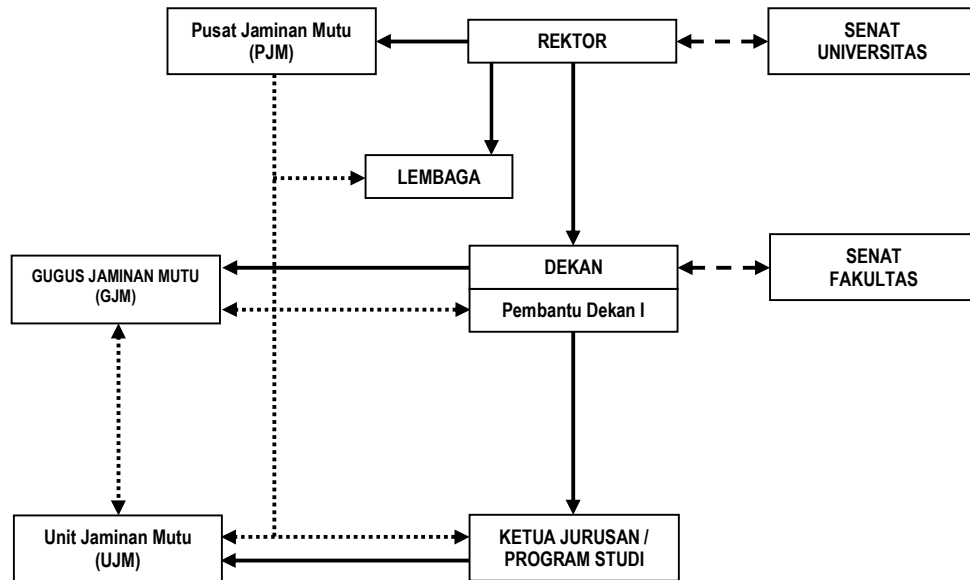 Pusat Jaminan Mutu
(PJM)
REKTOR
SENAT
UNIVERSITAS
LEMBAGA
GUGUS JAMINAN MUTU
(GJM)
DEKAN
Pembantu Dekan I
SENAT
FAKULTAS
Unit Jaminan Mutu
(UJM)
KETUA JURUSAN /
PROGRAM STUDI